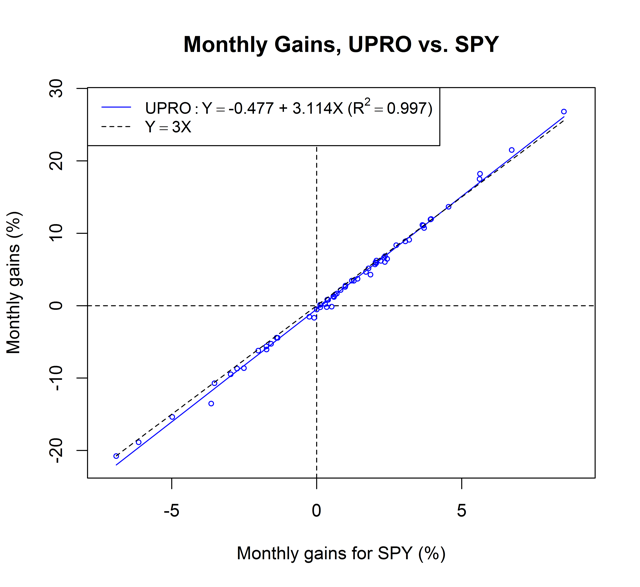 Monthly Gains, UPRO vs. SPY
UPRO : Y = -0.477 + 3.114X (R² = 0.997)
Y = 3X
Monthly gains (%)
30
20
10
0
-10
-20
-5 0 5
Monthly gains for SPY (%)